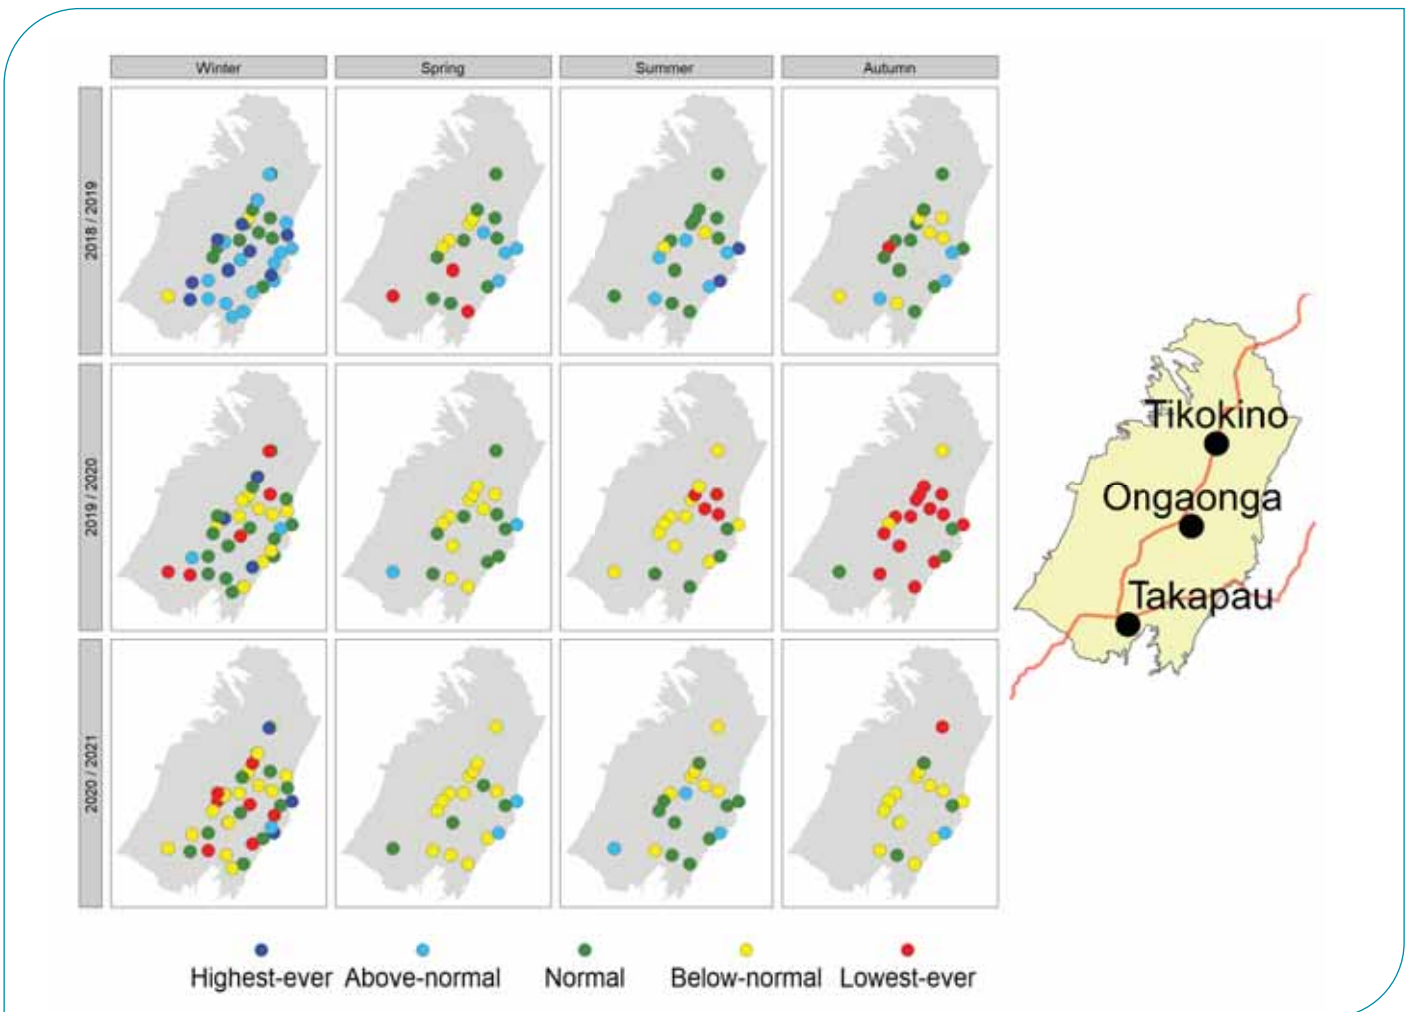 Winter Spring Summer Autumn
2018 / 2019
2019 / 2020
2020 / 2021
Tikokino
Ongaonga
Takapau
Highest-ever Above-normal Normal Below-normal Lowest-ever